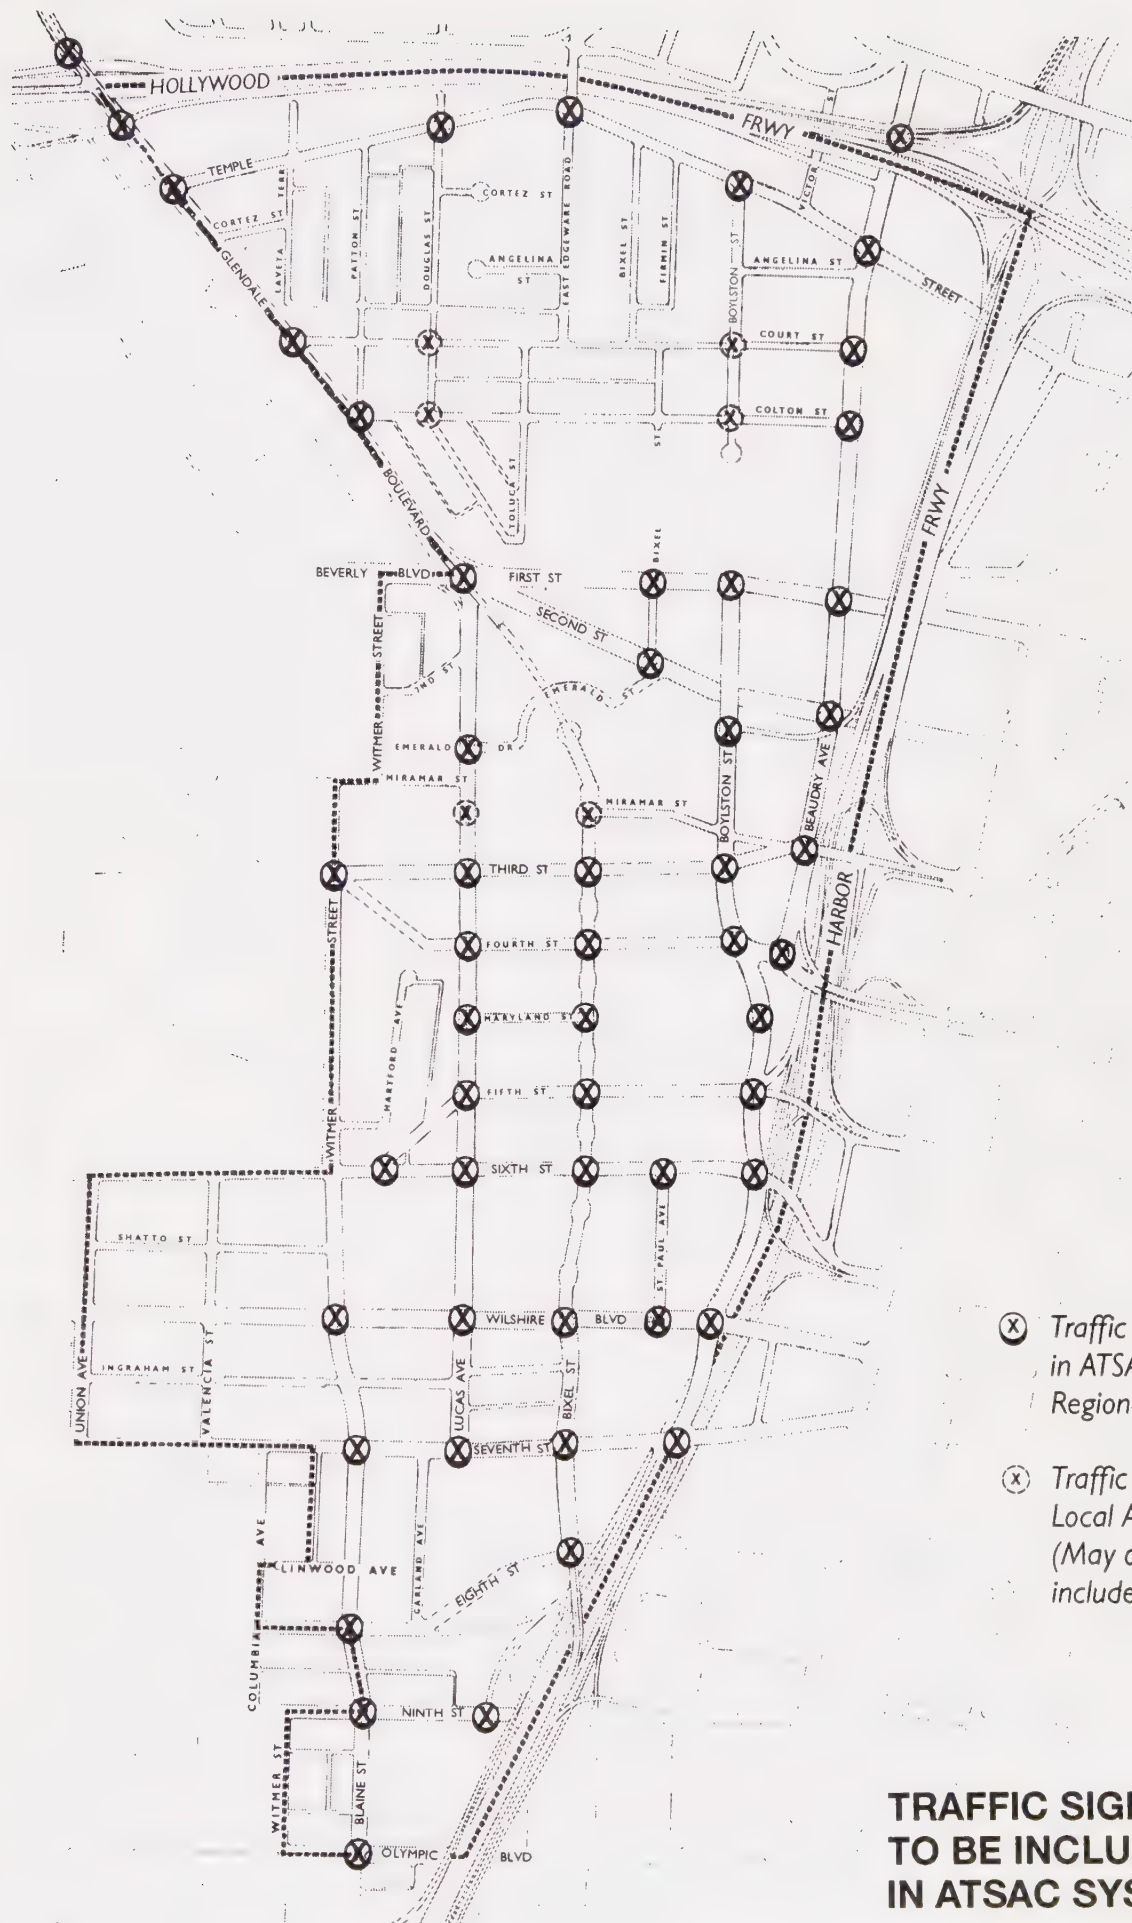 HOLLYWOOD
FRWY
TEMPLE
CORTEZ ST
CORTEZ ST
VICTOR
LAVETA TERR
PATTON ST
DOUGLAS ST
EAST EDGEWARE ROAD
BIXEL ST
FIRMIN ST
BOYLSTON ST
ANGELINA
ST
ANGELINA ST
STREET
GLENDALE
COURT ST
COLTON ST
ST
TOLUCA ST
BOULEVARD
FRWY
BIXEL
BEVERLY BLVD
FIRST ST
SECOND ST
WITMER STREET
2ND ST
EMERALD ST
EMERALD DR
MIRAMAR ST
MIRAMAR ST
BOYLSTON ST
BEAUDRY AVE
THIRD ST
HARBOR
WITMER STREET
FOURTH ST
HARTFORD AVE
MARYLAND ST
FIFTH ST
SIXTH ST
SHATTO ST
ST. PAUL AVE
WILSHIRE BLVD
INGRAHAM ST
UNION AVE
VALENCIA ST
LUCAS AVE
BIXEL ST
SEVENTH ST
X Traffic
in ATSA
Region
X Traffic
Local A
(May
include
LINWOOD AVE
GARLAND AVE
EIGHTH ST
COLUMBIA AVE
NINTH ST
WITMER ST
BLAINE ST
OLYMPIC BLVD
TRAFFIC SIG
TO BE INCLU
IN ATSAC SYS